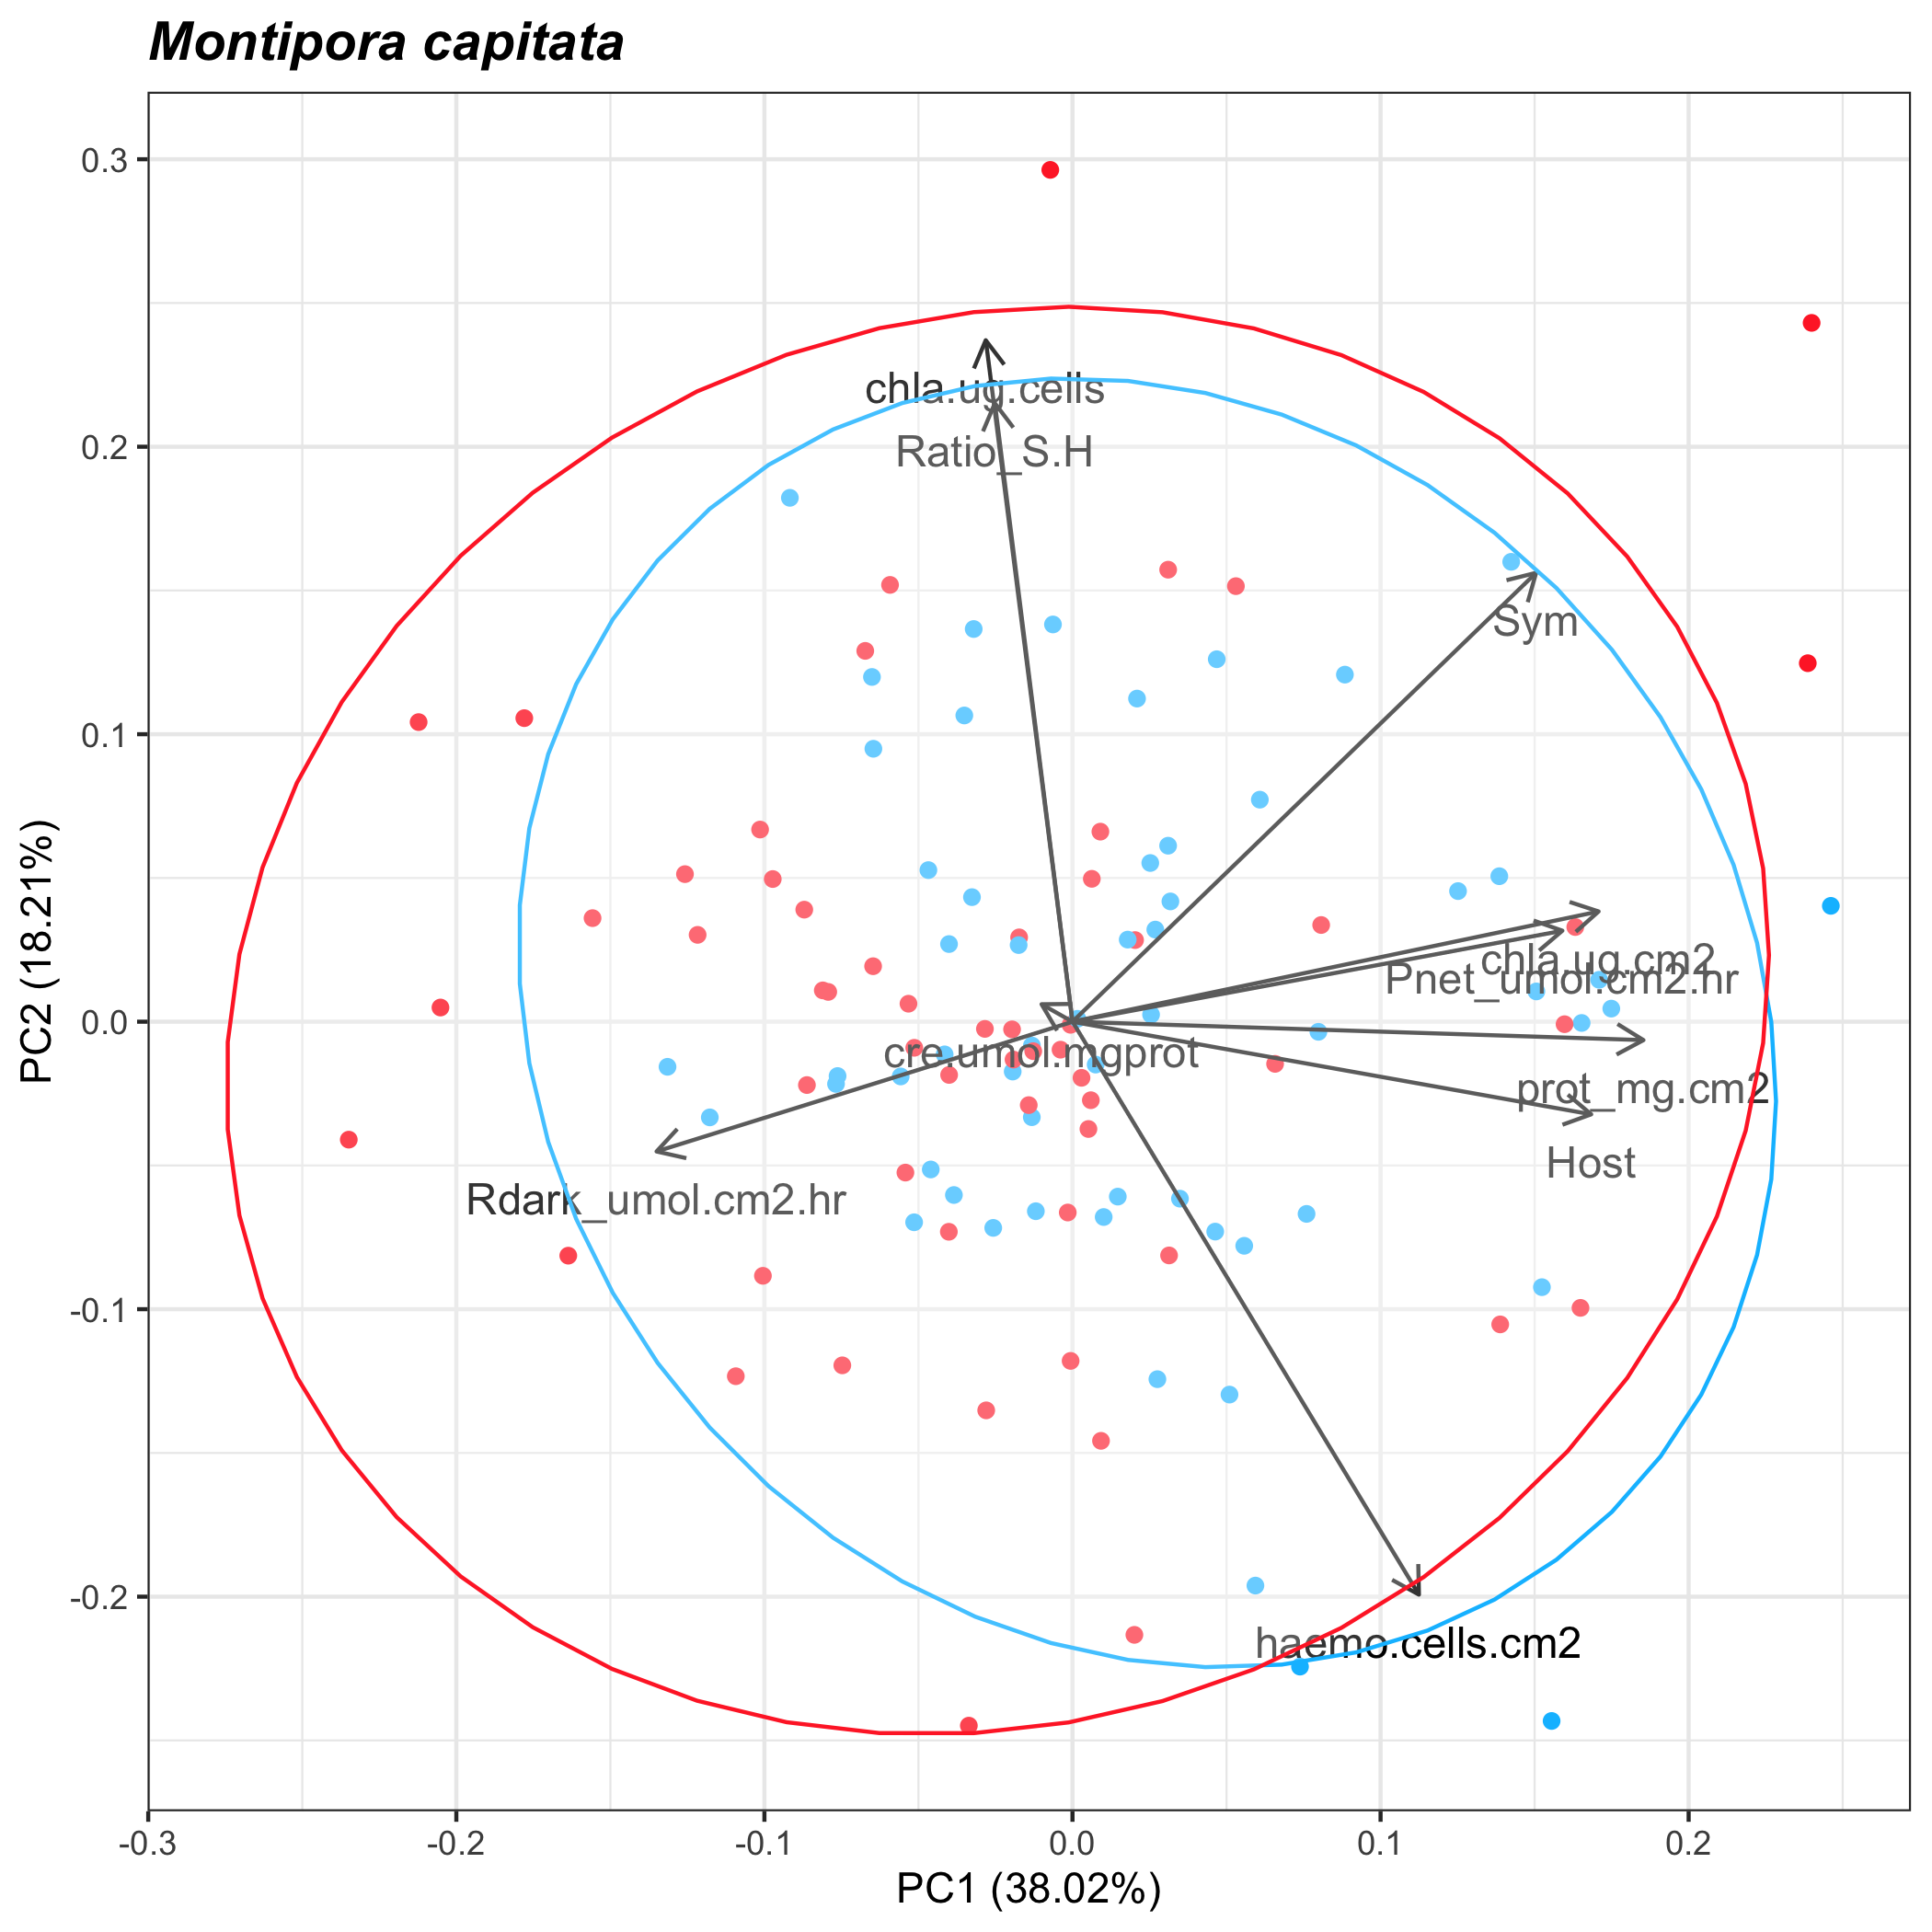 Montipora capitata
0.3
chla.ug.cells
0.2
Ratio_S.H
Sym
0.1
PC2 (18.21%)
chla.ug.cm2
Pnet_umol.cm2.hr
0.0
cre.umol.mgprot
prot_mg.cm2
Host
Rdark_umol.cm2.hr
-0.1
-0.2
haemo.cells.cm2
-0.3 -0.2 -0.1 0.0 0.1 0.2
PC1 (38.02%)